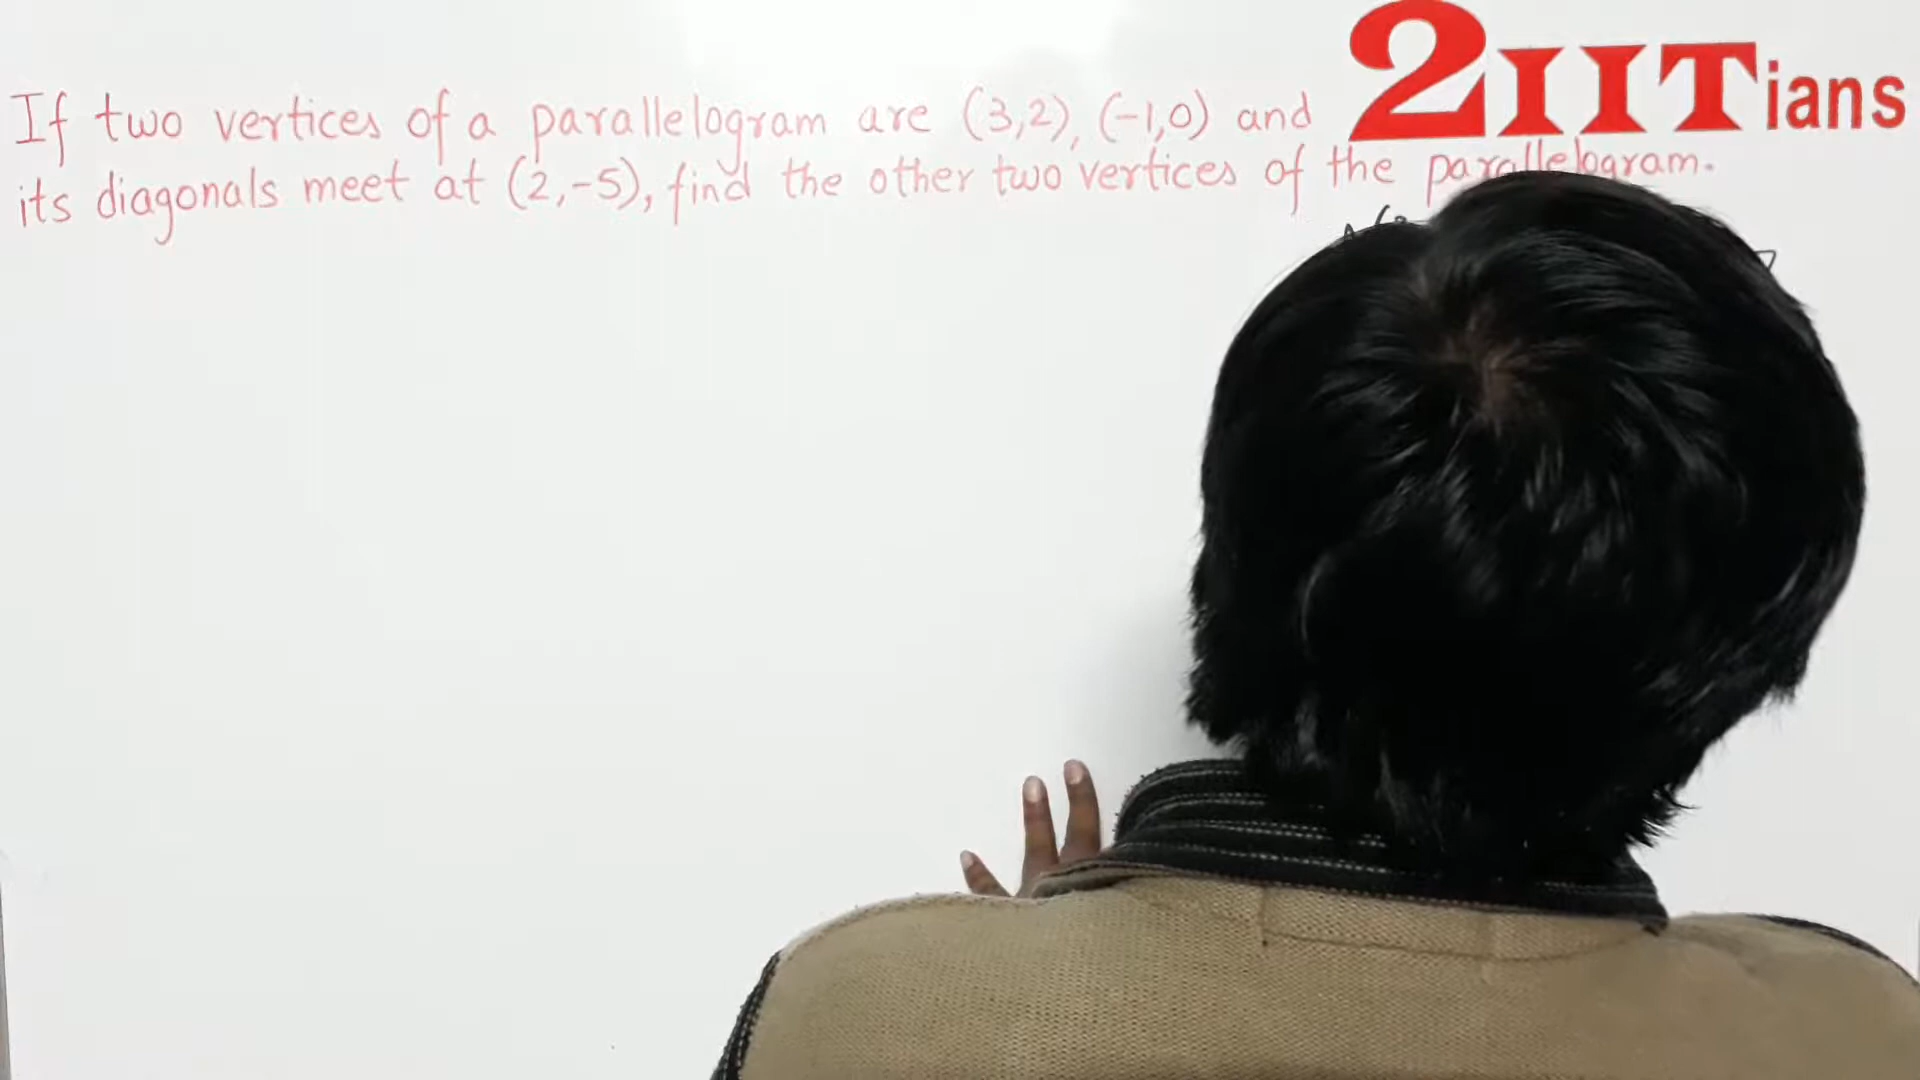 2IITians
If two vertices of a parallelogram are (3,2), (-1,0) and
its diagonals meet at (2,-5), find the other two vertices of the parallelogram.